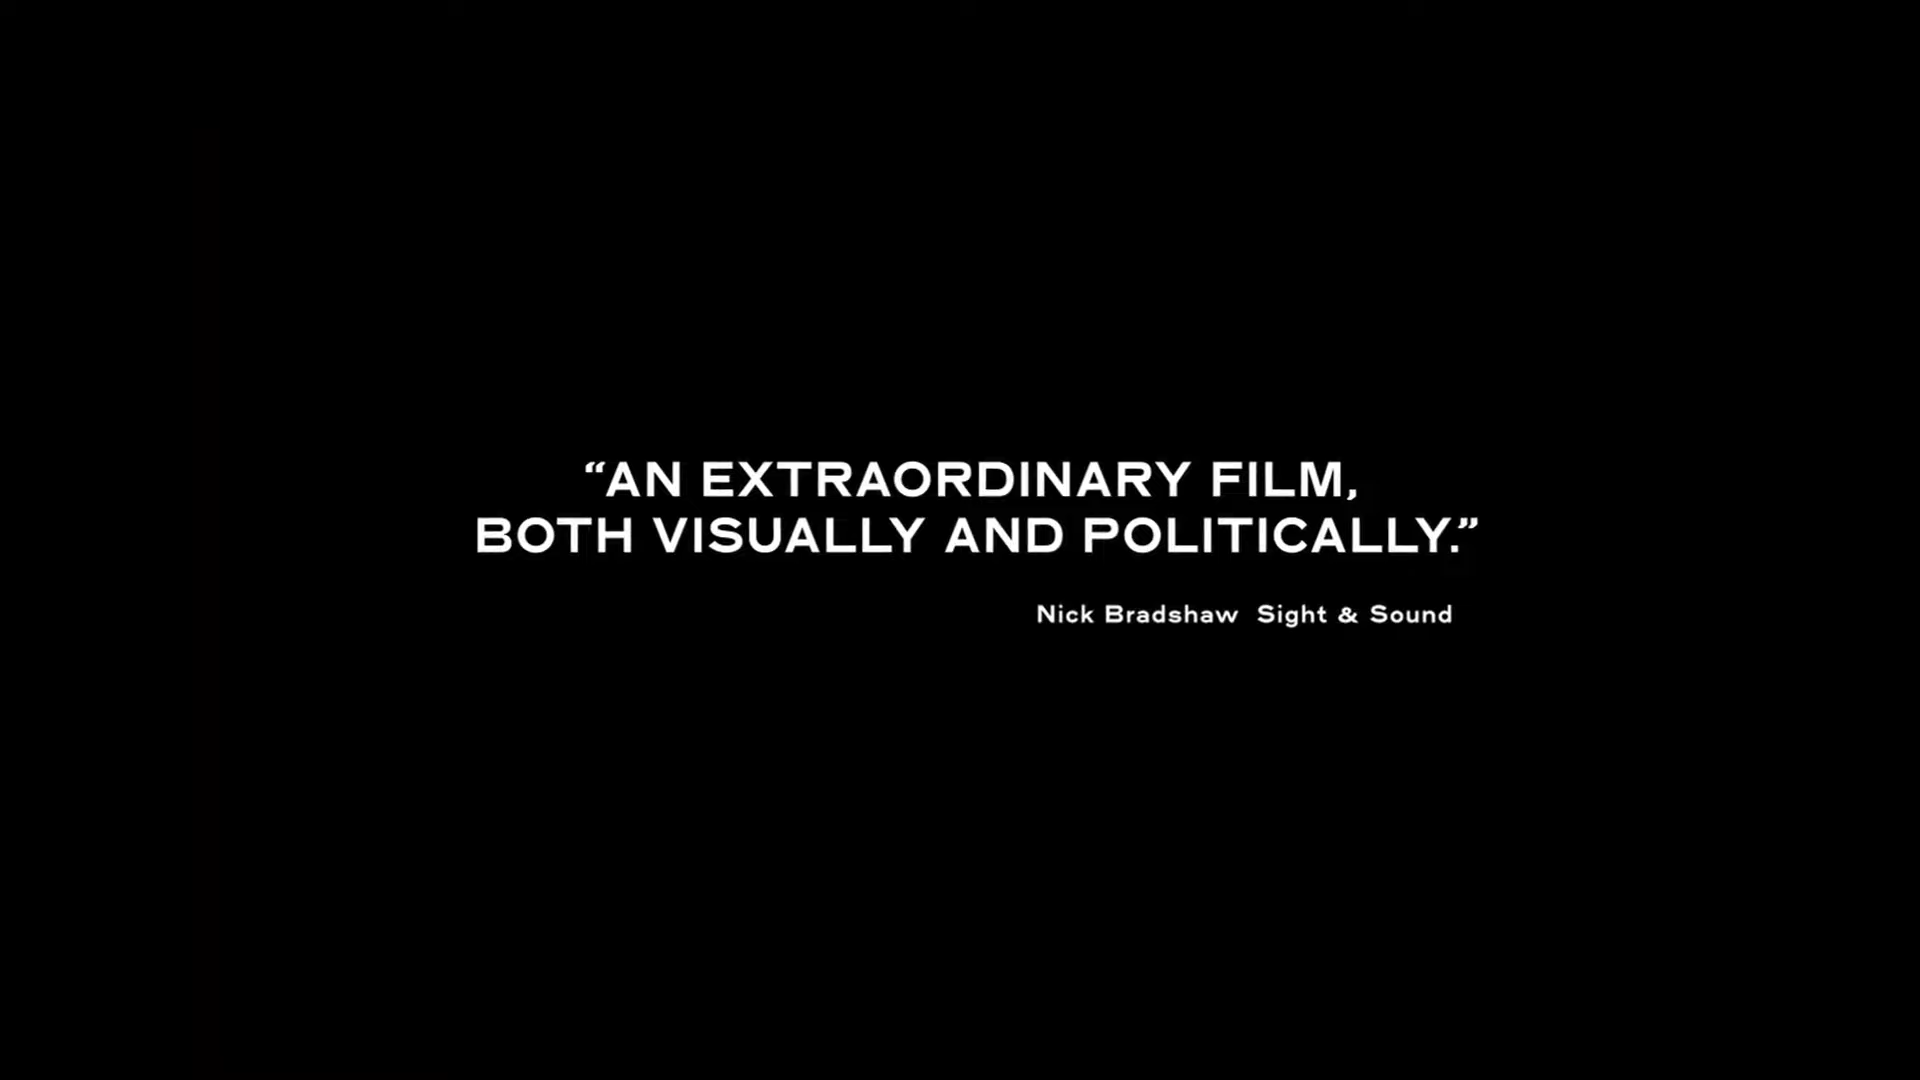 “AN EXTRAORDINARY FILM,
BOTH VISUALLY AND POLITICALLY.”
Nick Bradshaw Sight & Sound